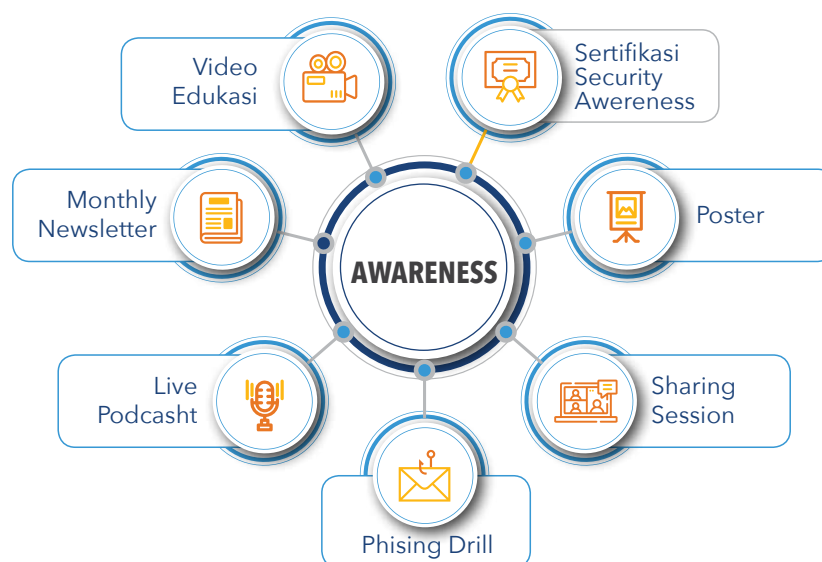 Video
Edukasi
Sertifikasi
Security
Awereness
Monthly
Newsletter
Poster
AWARENESS
Live
Podcasht
Sharing
Session
Phising Drill